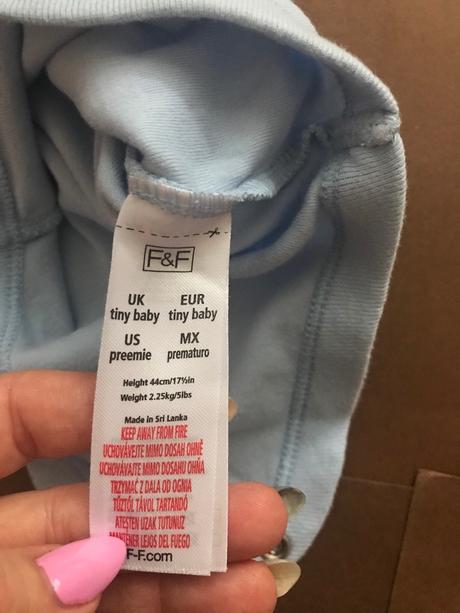 F&F
UK EUR
tiny baby tiny baby
US MX
preemie prematuro
Height 44cm/17½in
Weight 2.25kg/5lbs
Made in Sri Lanka
KEEP AWAY FROM FIRE
UCHOVÁVEJTE MIMO DOSAH OHNĚ
UCHOVÁVAJTE MIMO DOSAHU OHŇA
TRZYMAĆ Z DALA OD OGNIA
TŰZTŐL TÁVOL TARTANDÓ
ATEŞTEN UZAK TUTUNUZ
MANTENER LEJOS DEL FUEGO
F-F.com